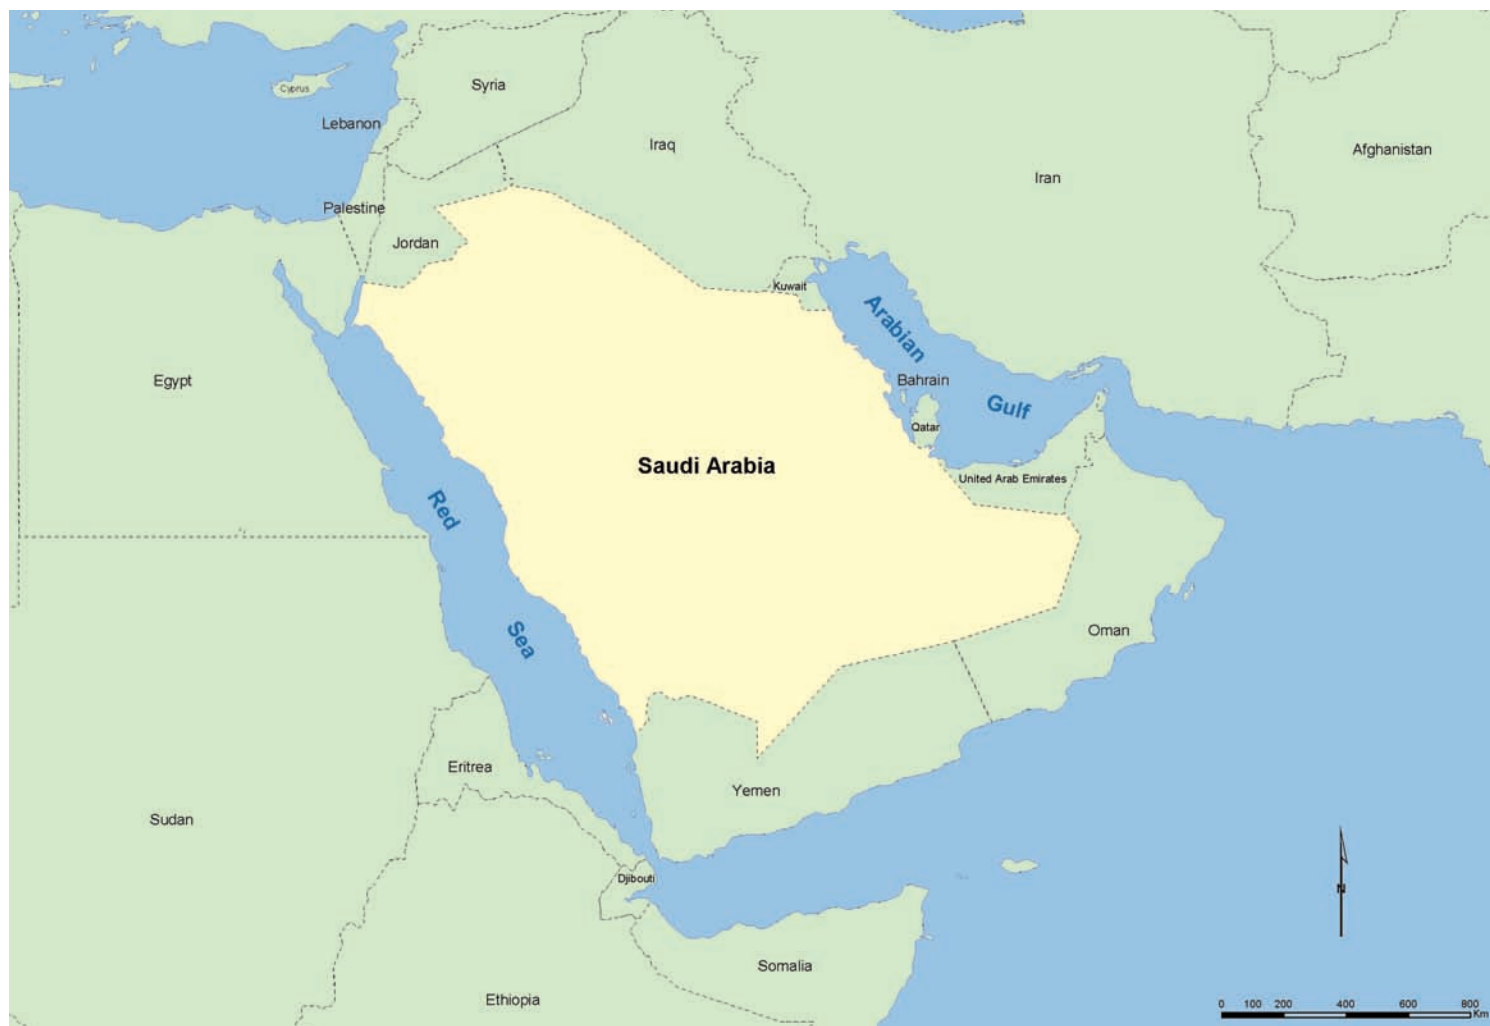 Cyprus
Syria
Lebanon
Iraq
Afghanistan
Iran
Palestine
Jordan
Kuwait
Arabian
Gulf
Egypt
Bahrain
Qatar
Saudi Arabia
United Arab Emirates
Red
Sea
Oman
Eritrea
Yemen
Sudan
Djibouti
N
Somalia
Ethiopia
0 100 200 400 600 800
Km